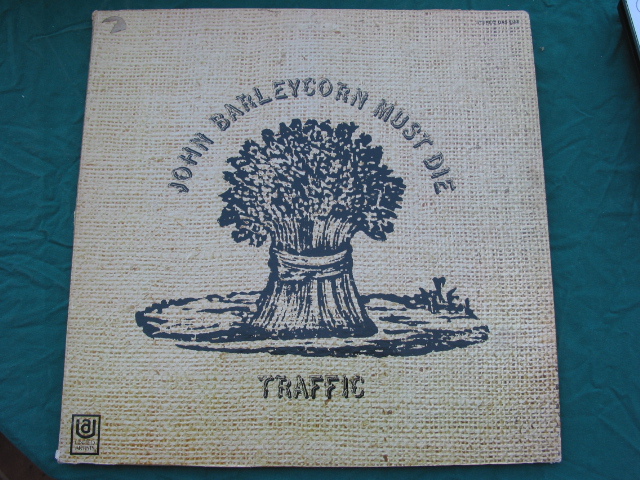 JOHN BARLEYCORN MUST DIE
TRAFFIC